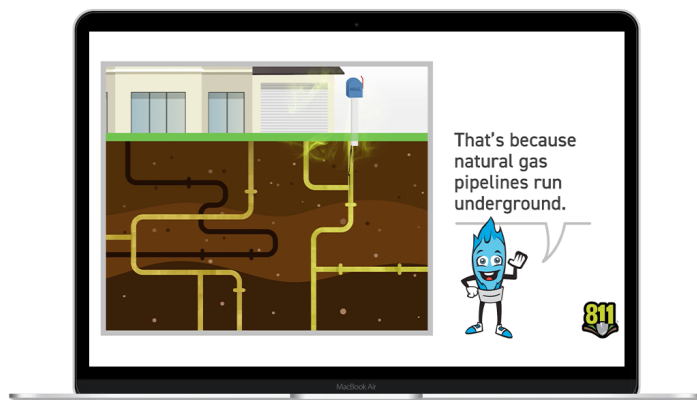 That's because
natural gas
pipelines run
underground.
811
MacBook Air